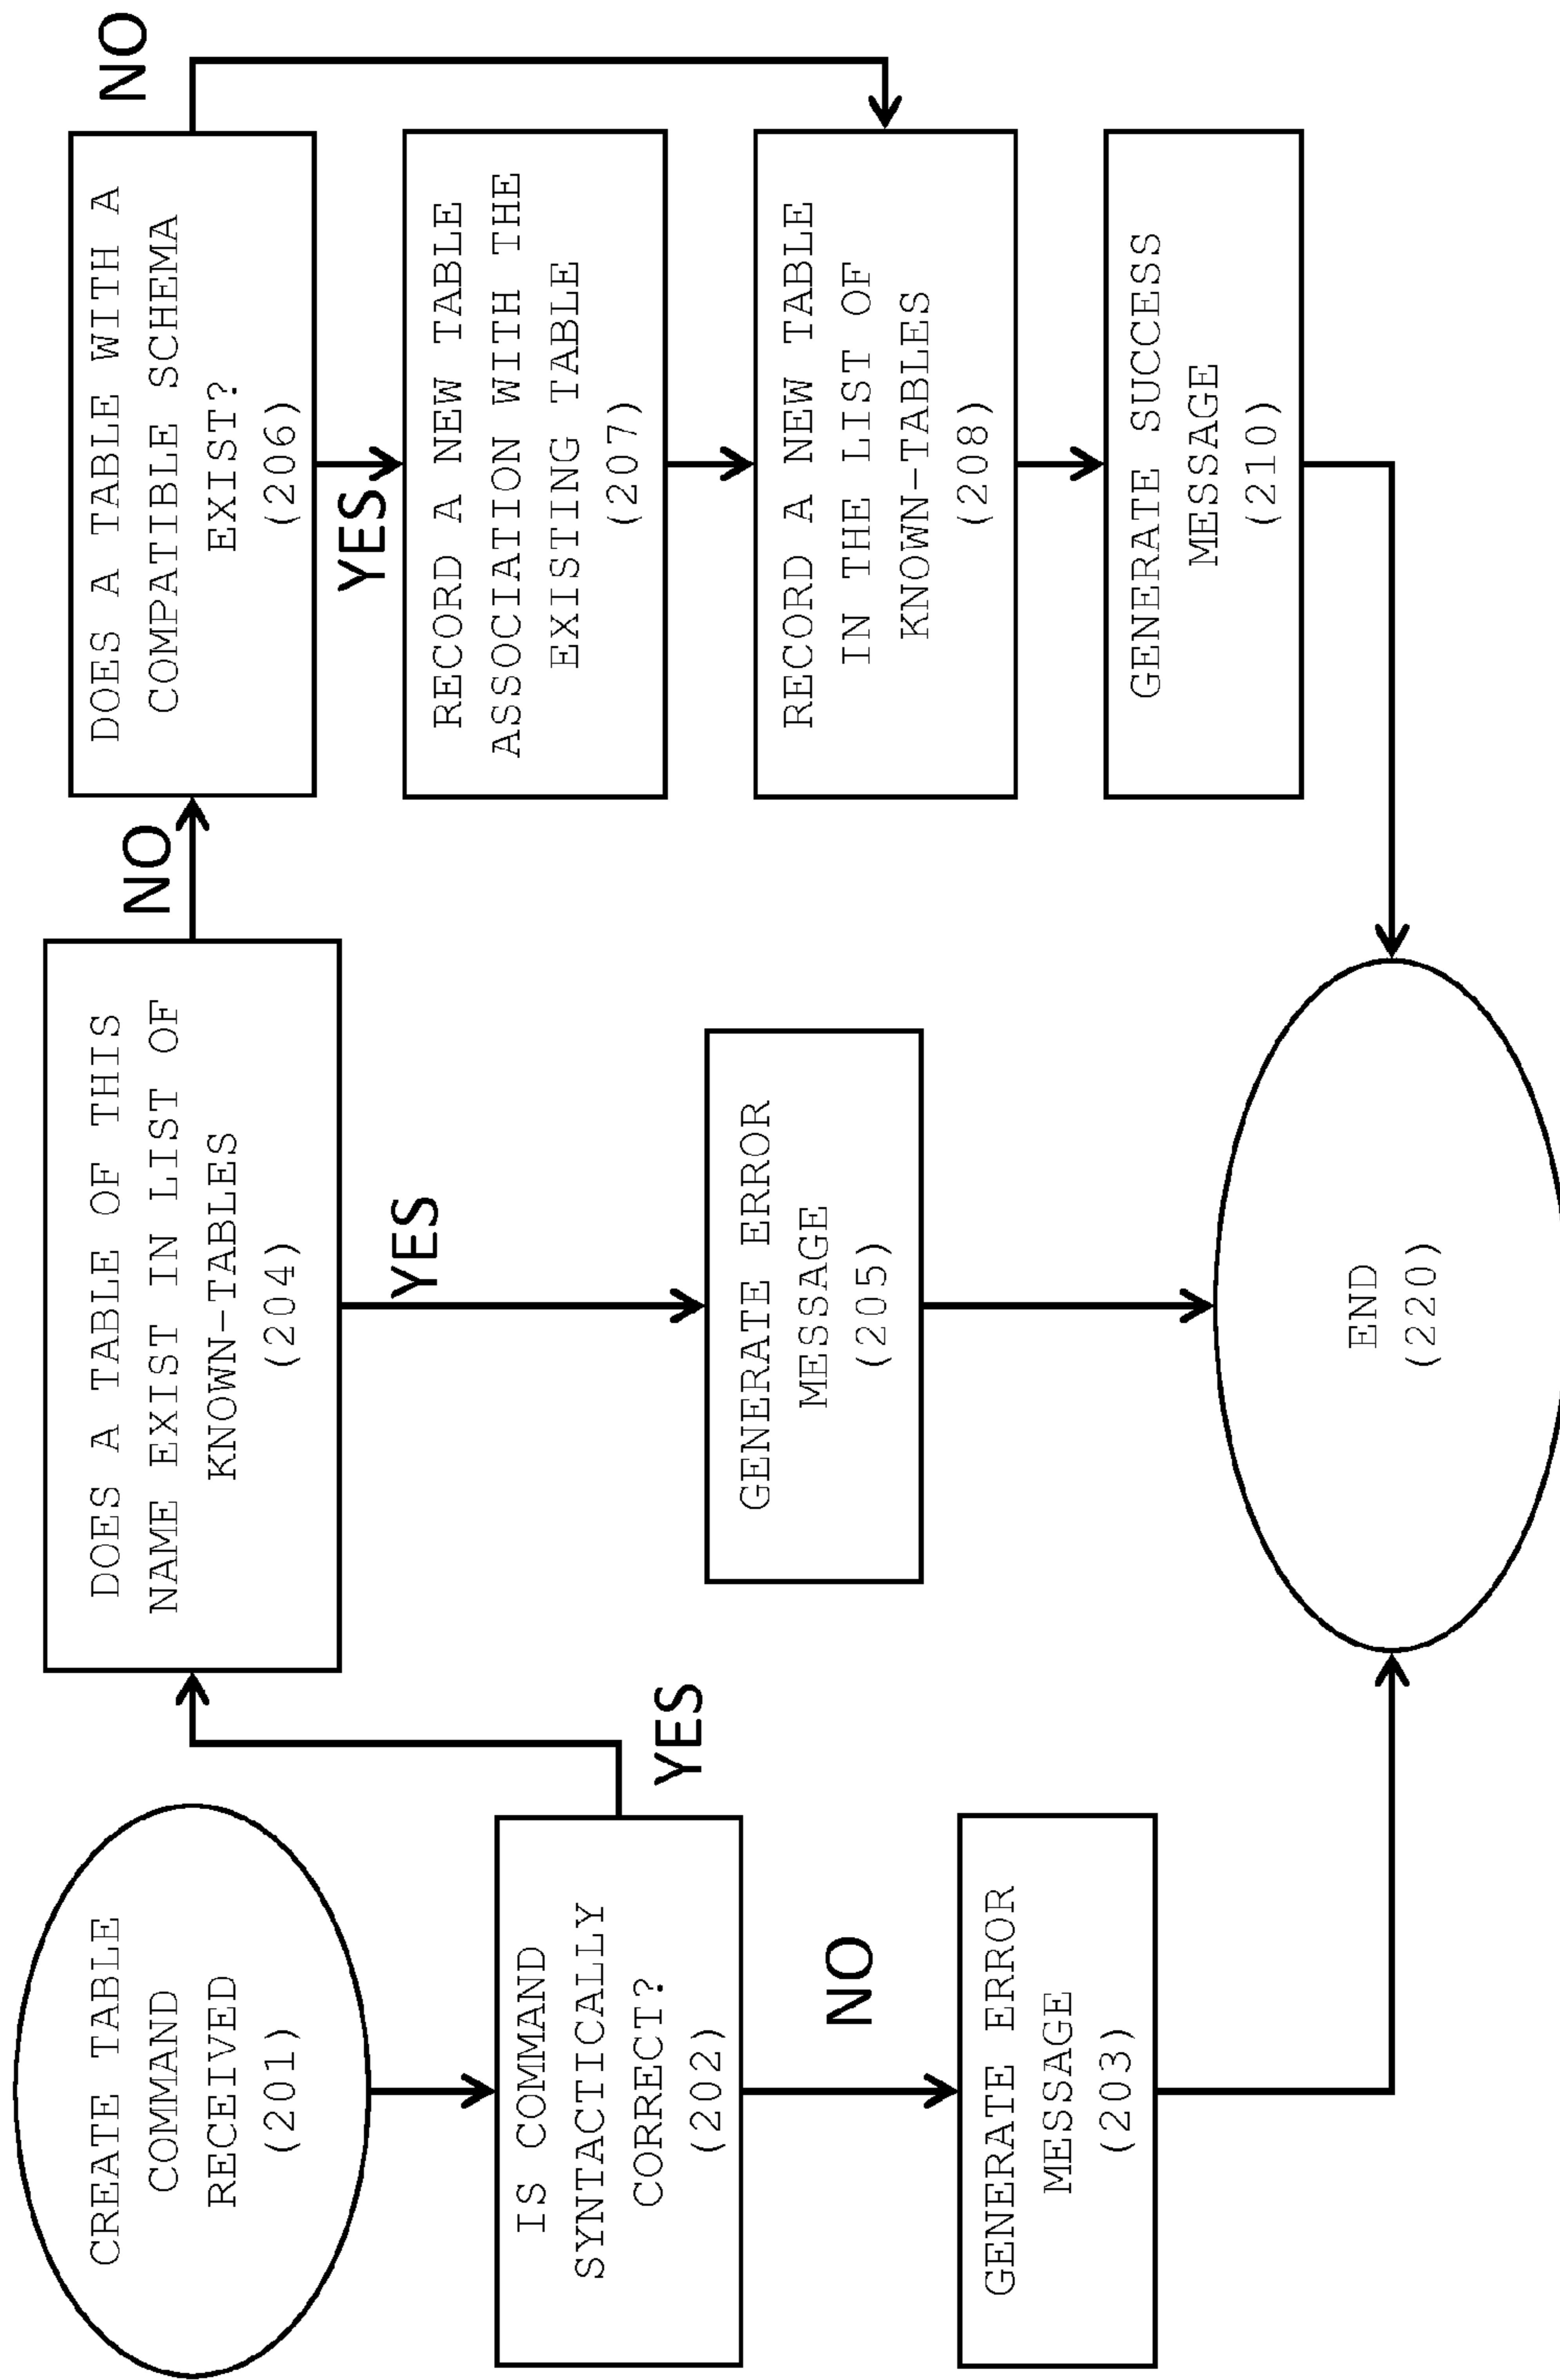 CREATE TABLE
COMMAND
RECEIVED
(201)
IS COMMAND
SYNTACTICALLY
CORRECT?
(202)
YES
NO
GENERATE ERROR
MESSAGE
(203)
DOES A TABLE OF THIS
NAME EXIST IN LIST OF
KNOWN-TABLES
(204)
NO
YES
GENERATE ERROR
MESSAGE
(205)
DOES A TABLE WITH A
COMPATIBLE SCHEMA
EXIST?
(206)
NO
YES
RECORD A NEW TABLE
ASSOCIATION WITH THE
EXISTING TABLE
(207)
RECORD A NEW TABLE
IN THE LIST OF
KNOWN-TABLES
(208)
GENERATE SUCCESS
MESSAGE
(210)
END
(220)